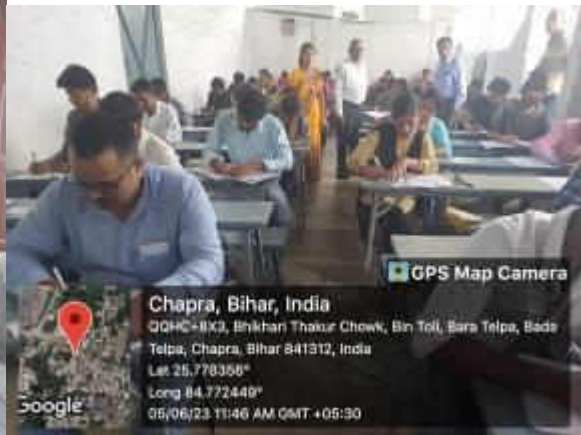 GPS Map Camera
Chapra, Bihar, India
QQHC+8X3, Bhikhari Thakur Chowk, Bin Toli, Bara Telpa, Bada
Telpa, Chapra, Bihar 841312, India
Lat 25.778356°
Long 84.772449°
05/06/23 11:46 AM GMT +05:30
Google